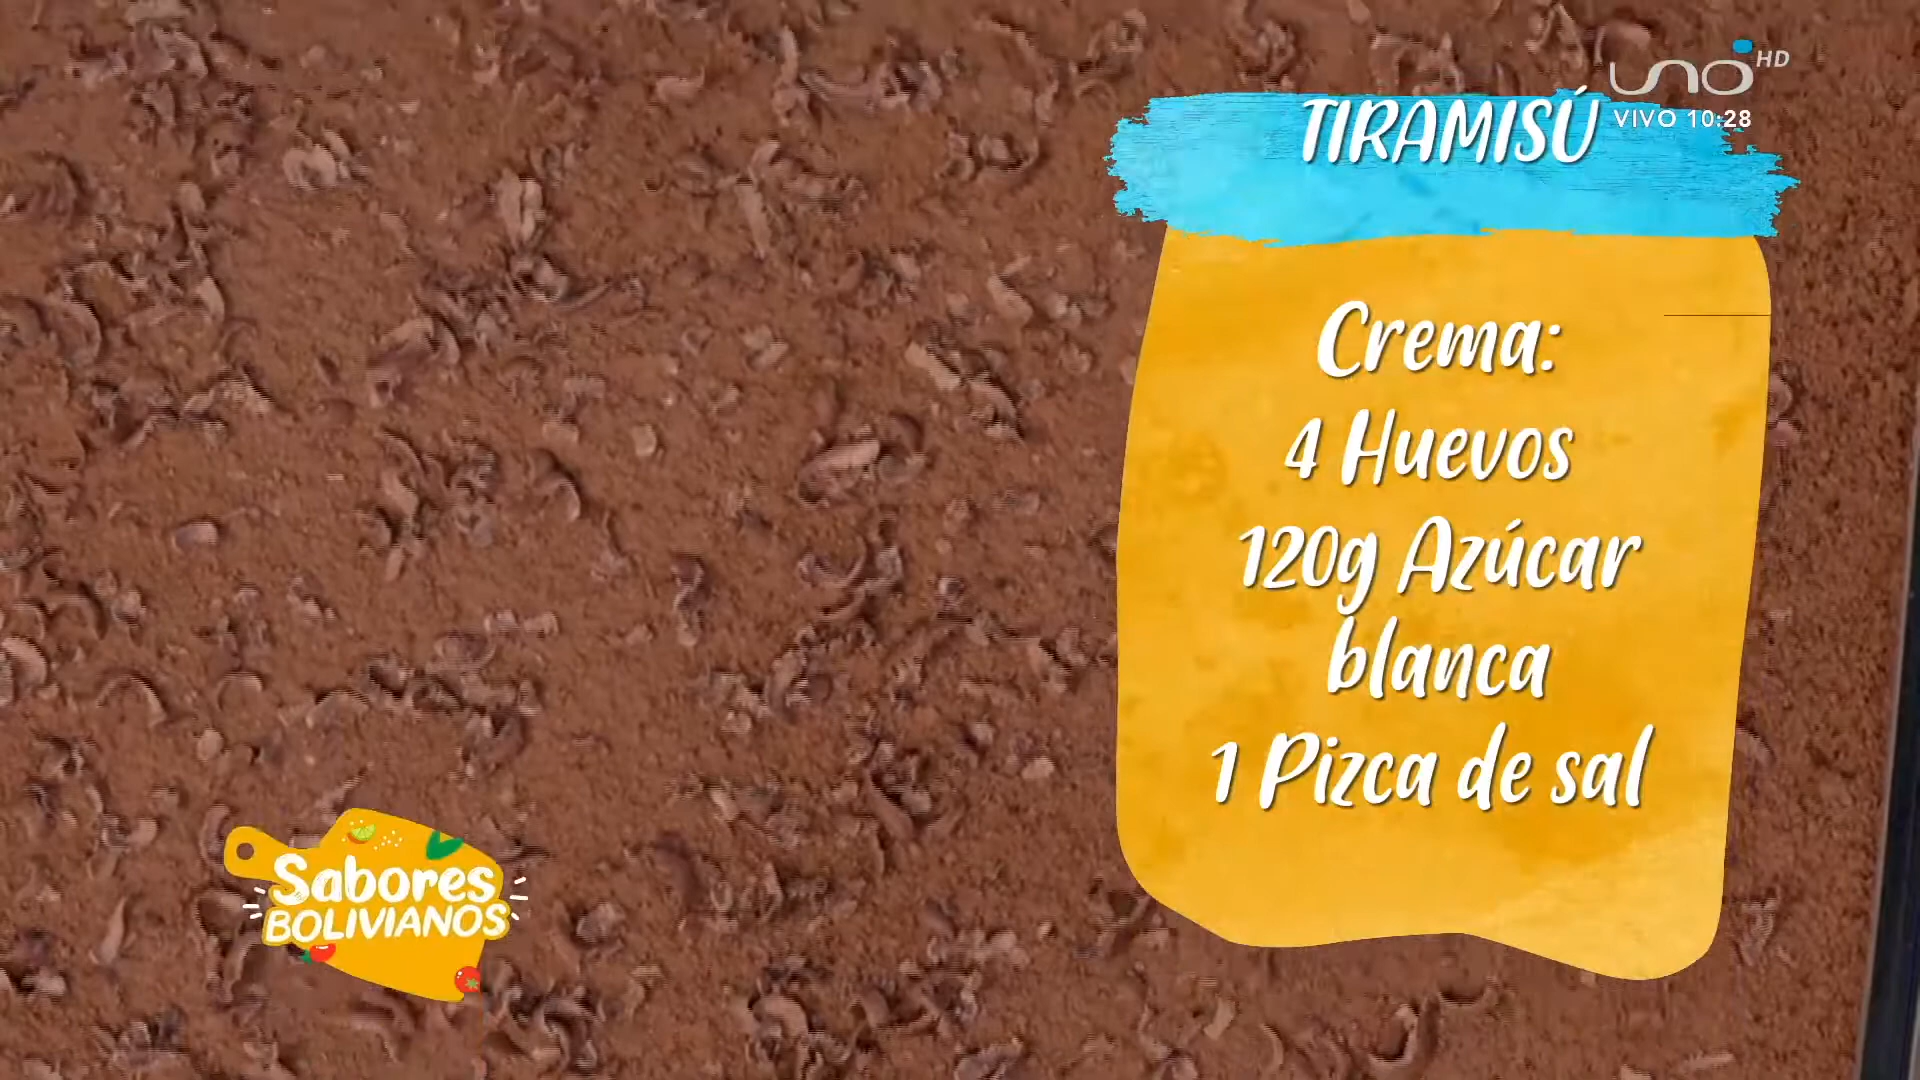 uno HD
VIVO 10:28
TIRAMISÚ
Crema:
4 Huevos
120g Azúcar
blanca
1 Pizca de sal
Sabores
BOLIVIANOS